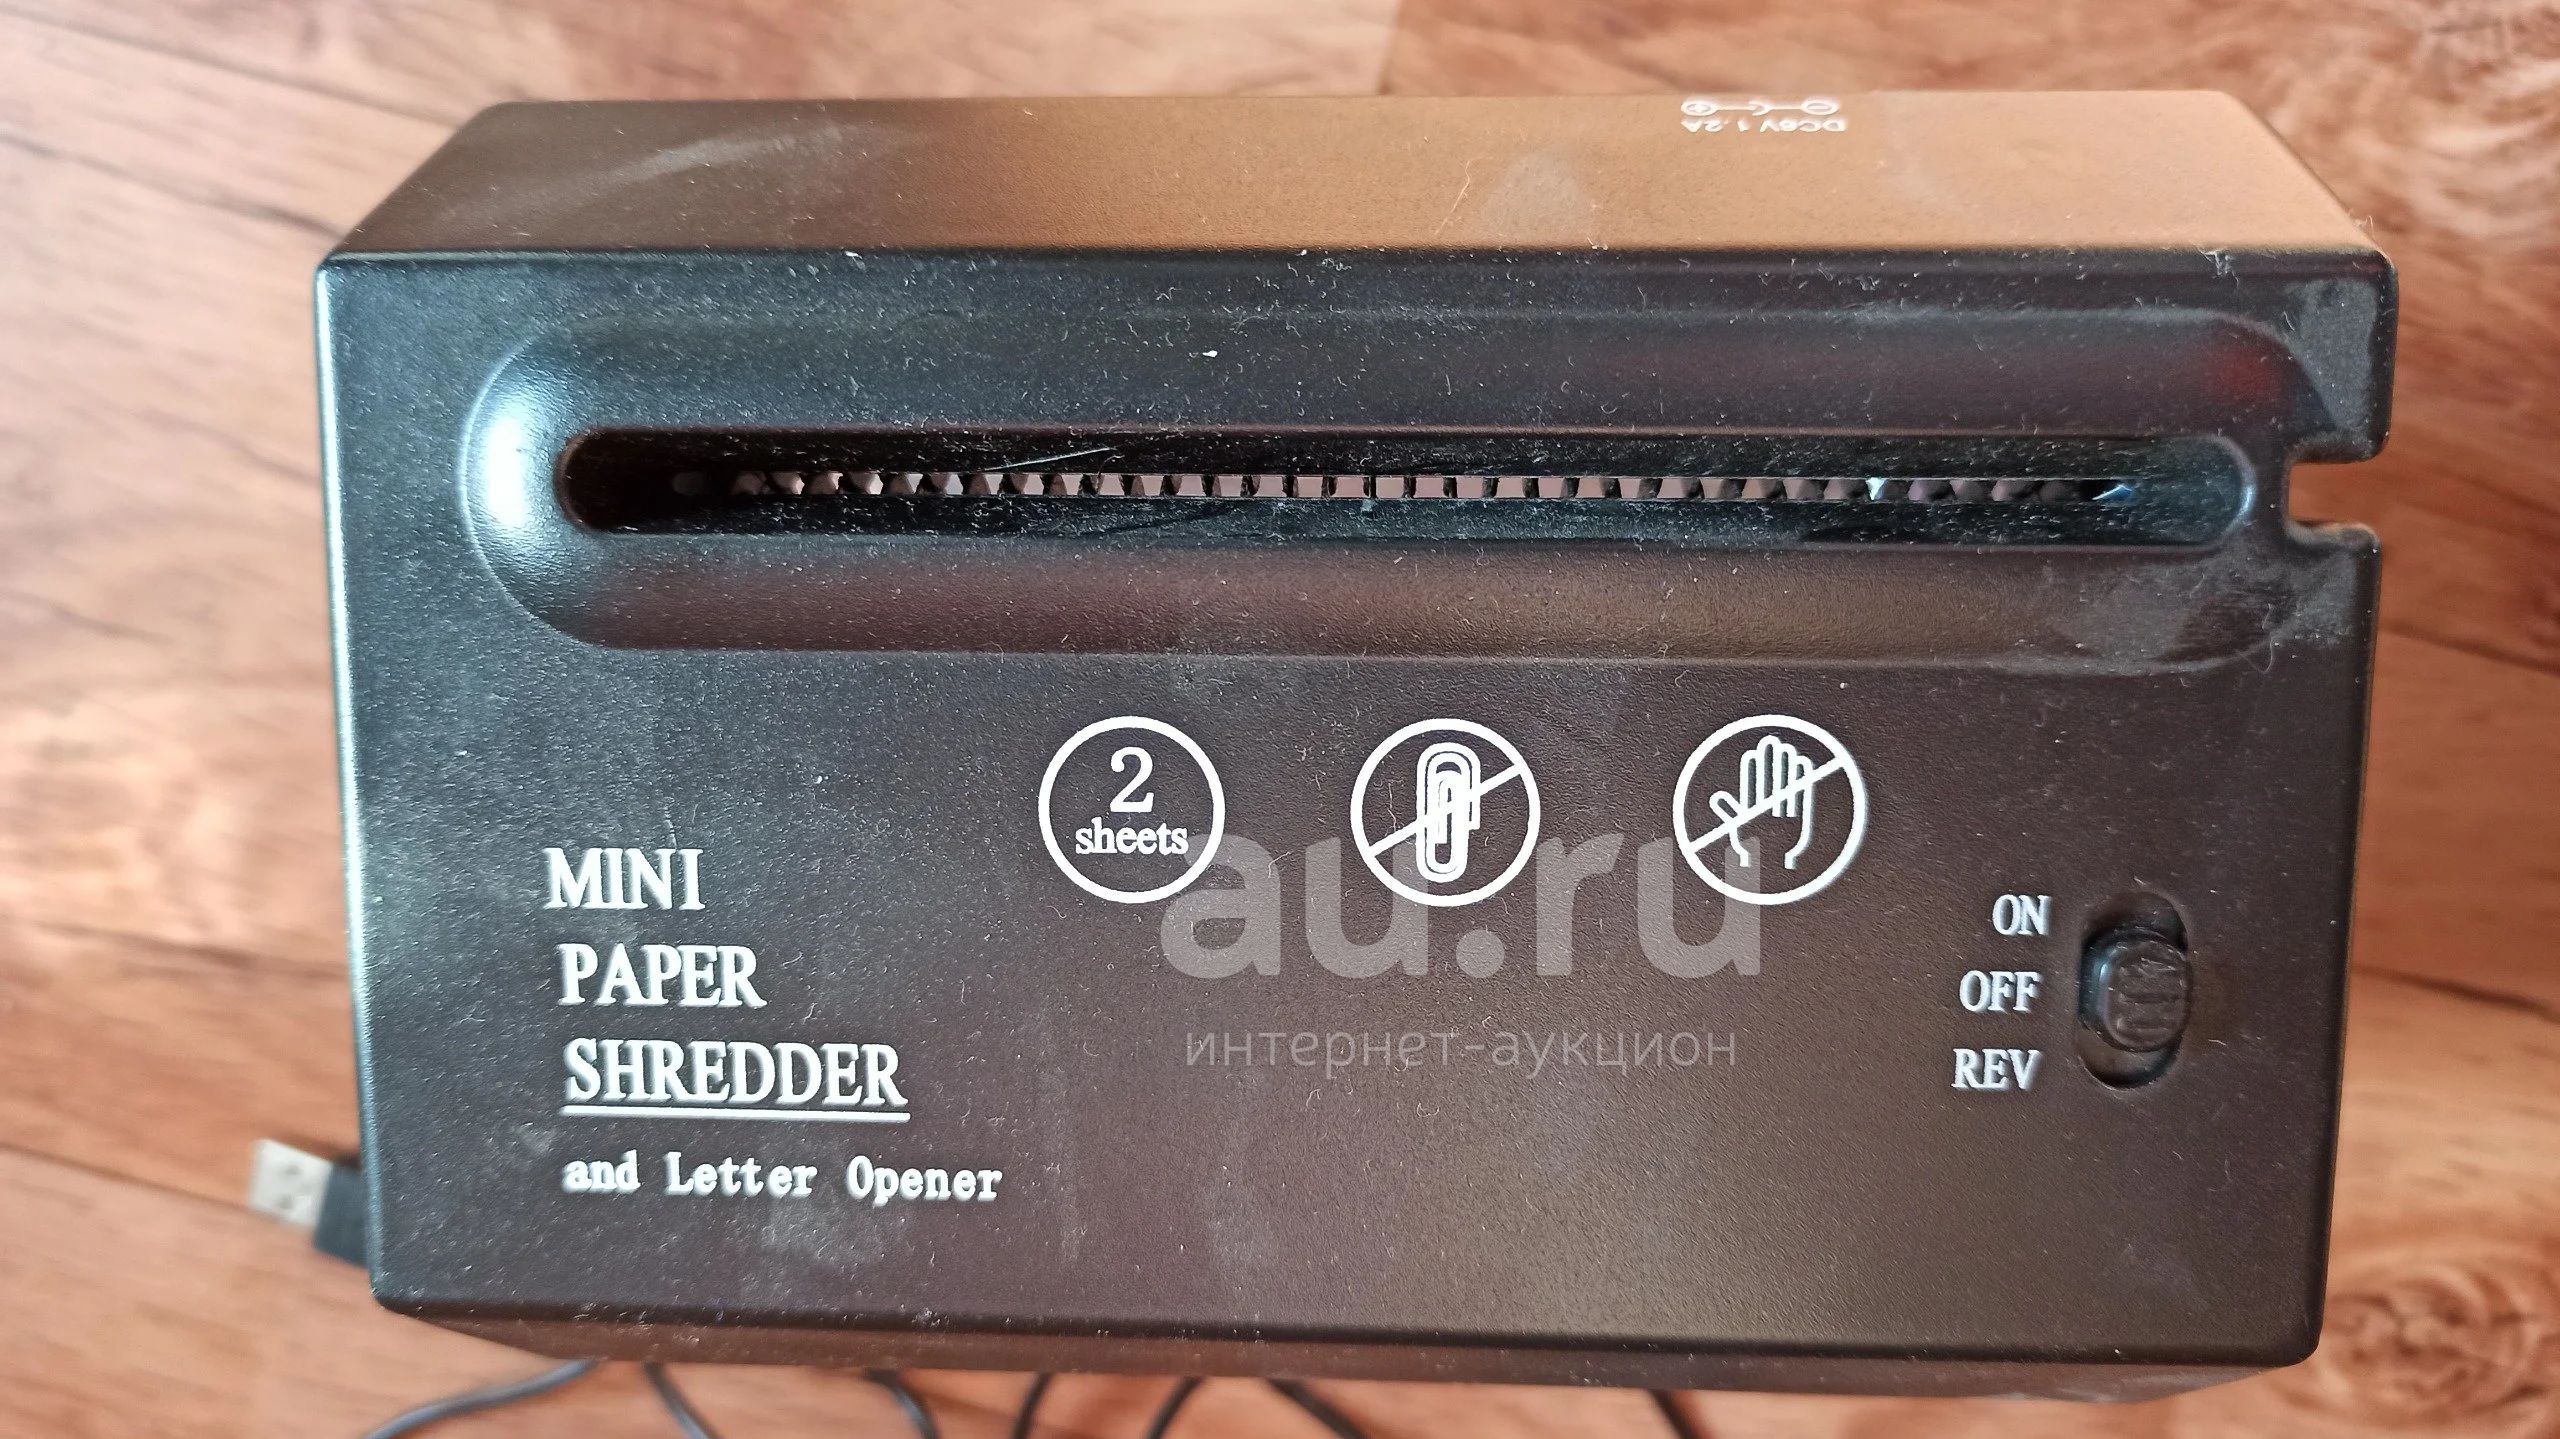 DC6V 1.2A
2
sheets
MINI
PAPER
SHREDDER
and Letter Opener
ON
OFF
REV
au.ru
интернет-аукцион